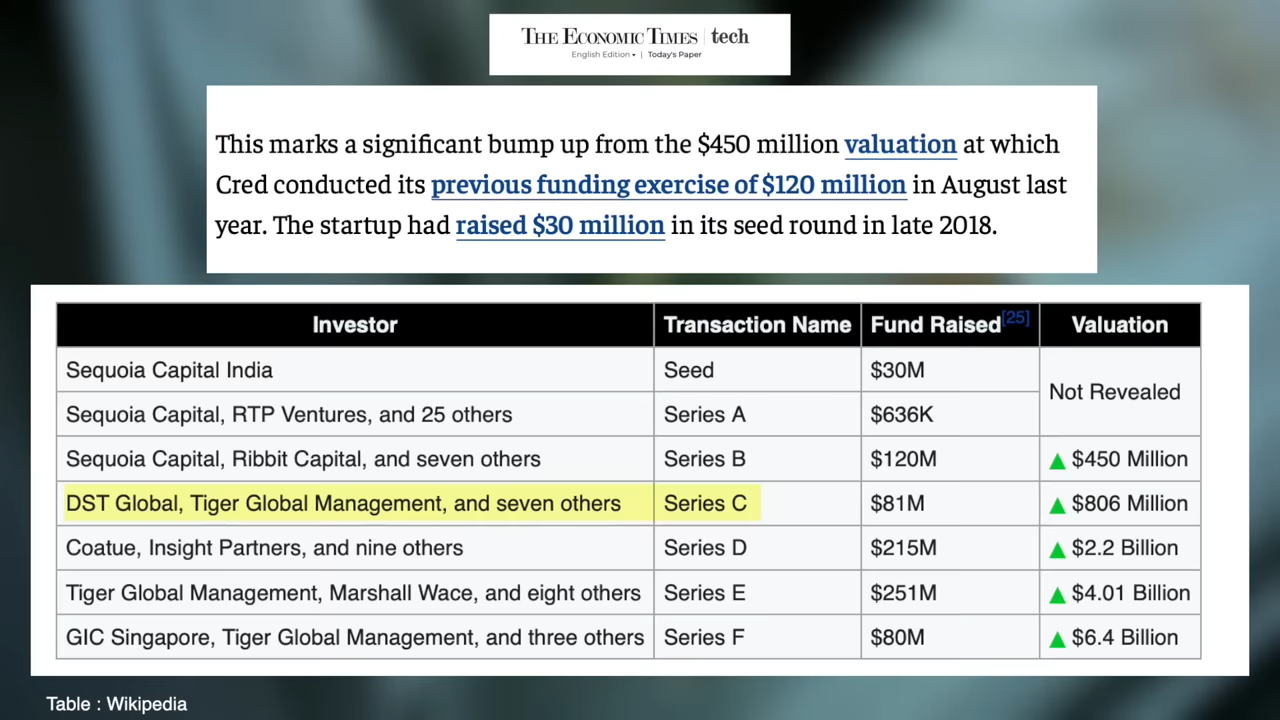 THE ECONOMIC TIMES | tech
English Edition ▾ | Today's Paper
This marks a significant bump up from the $450 million valuation at which
Cred conducted its previous funding exercise of $120 million in August last
year. The startup had raised $30 million in its seed round in late 2018.
Investor Transaction Name Fund Raised[25] Valuation
Sequoia Capital India Seed $30M Not Revealed
Sequoia Capital, RTP Ventures, and 25 others Series A $636K
Sequoia Capital, Ribbit Capital, and seven others Series B $120M ▲ $450 Million
DST Global, Tiger Global Management, and seven others Series C $81M ▲ $806 Million
Coatue, Insight Partners, and nine others Series D $215M ▲ $2.2 Billion
Tiger Global Management, Marshall Wace, and eight others Series E $251M ▲ $4.01 Billion
GIC Singapore, Tiger Global Management, and three others Series F $80M ▲ $6.4 Billion
Table : Wikipedia